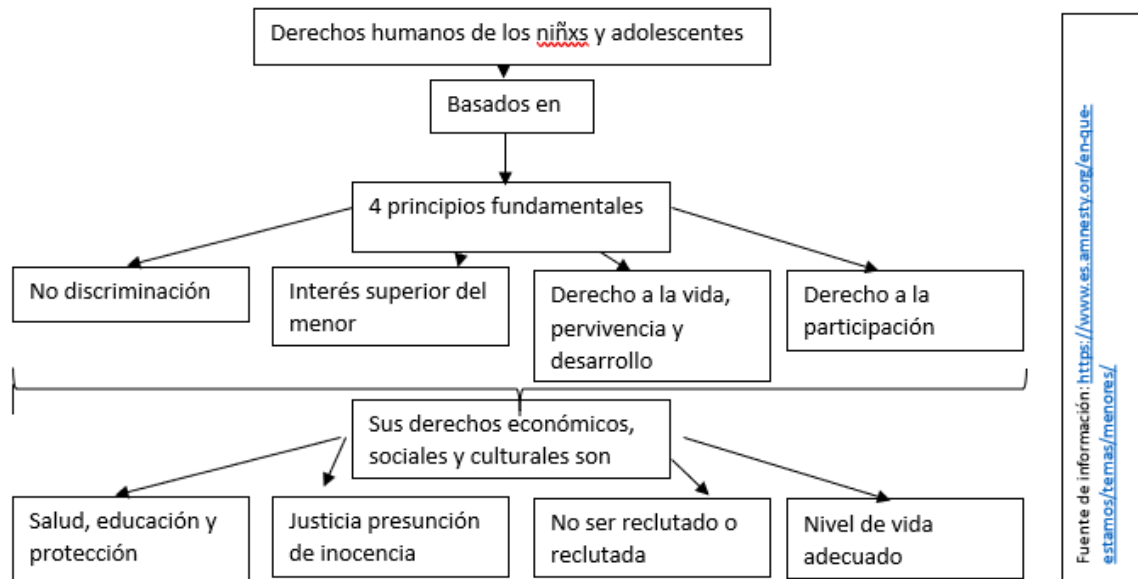 Derechos humanos de los niñxs y adolescentes
Basados en
4 principios fundamentales
No discriminación
Interés superior del
menor
Derecho a la vida,
pervivencia y
desarrollo
Derecho a la
participación
Sus derechos económicos,
sociales y culturales son
Salud, educación y
protección
Justicia presunción
de inocencia
No ser reclutado o
reclutada
Nivel de vida
adecuado
Fuente de información: https://www.es.amnesty.org/en-que-
estamos/temas/menores/